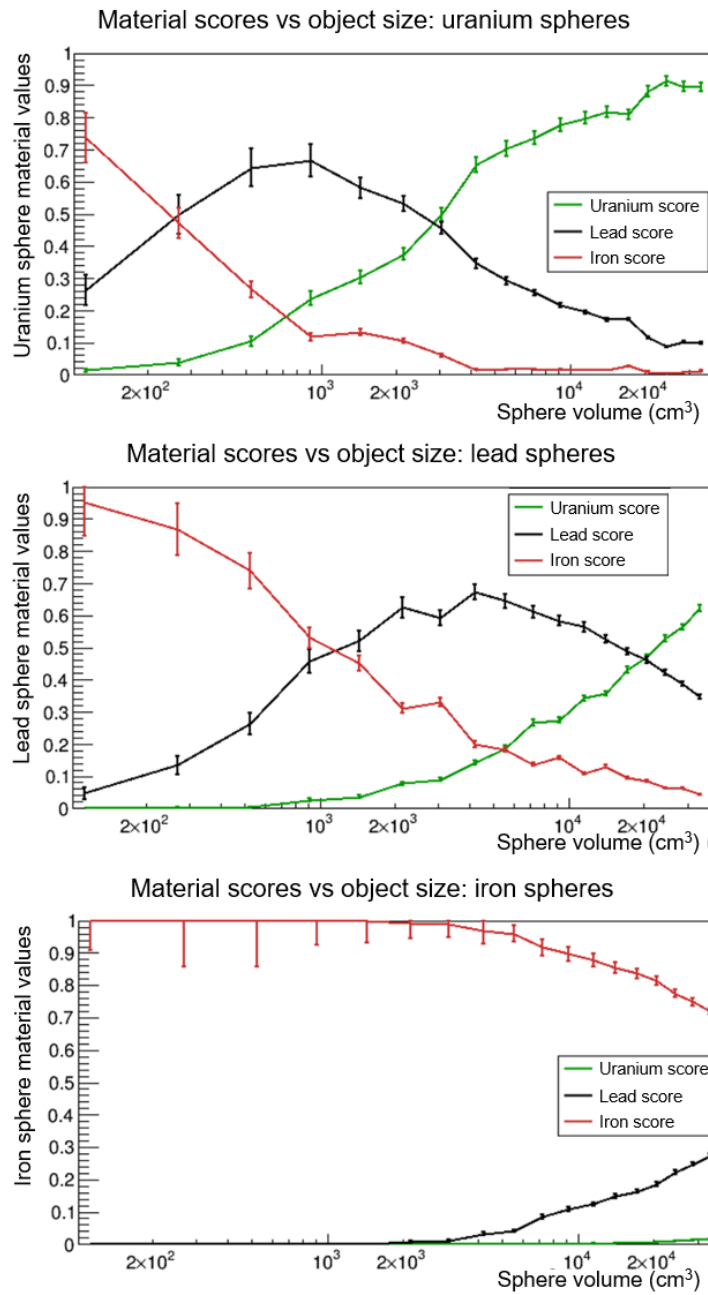 Material scores vs object size: uranium spheres
Uranium sphere material values
1
0.9
0.8
0.7
0.6
0.5
0.4
0.3
0.2
0.1
0
Uranium score
Lead score
Iron score
2×10²
10³
2×10³
10⁴
2×10⁴
Sphere volume (cm³)
Material scores vs object size: lead spheres
Lead sphere material values
1
0.9
0.8
0.7
0.6
0.5
0.4
0.3
0.2
0.1
0
Uranium score
Lead score
Iron score
2×10²
10³
2×10³
10⁴
2×10⁴
Sphere volume (cm³)
Material scores vs object size: iron spheres
Iron sphere material values
1
0.9
0.8
0.7
0.6
0.5
0.4
0.3
0.2
0.1
0
Uranium score
Lead score
Iron score
2×10²
10³
2×10³
10⁴
2×10⁴
Sphere volume (cm³)